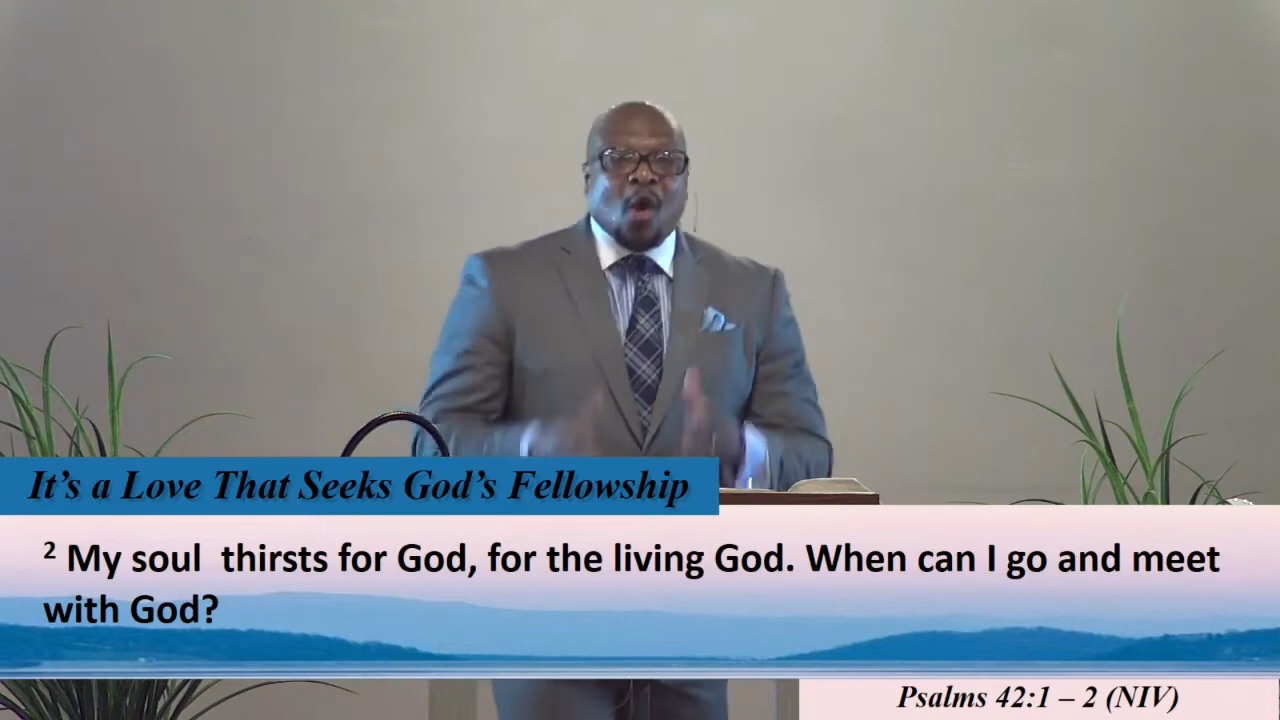 It's a Love That Seeks God's Fellowship
² My soul  thirsts for God, for the living God. When can I go and meet
with God?
Psalms 42:1 – 2 (NIV)